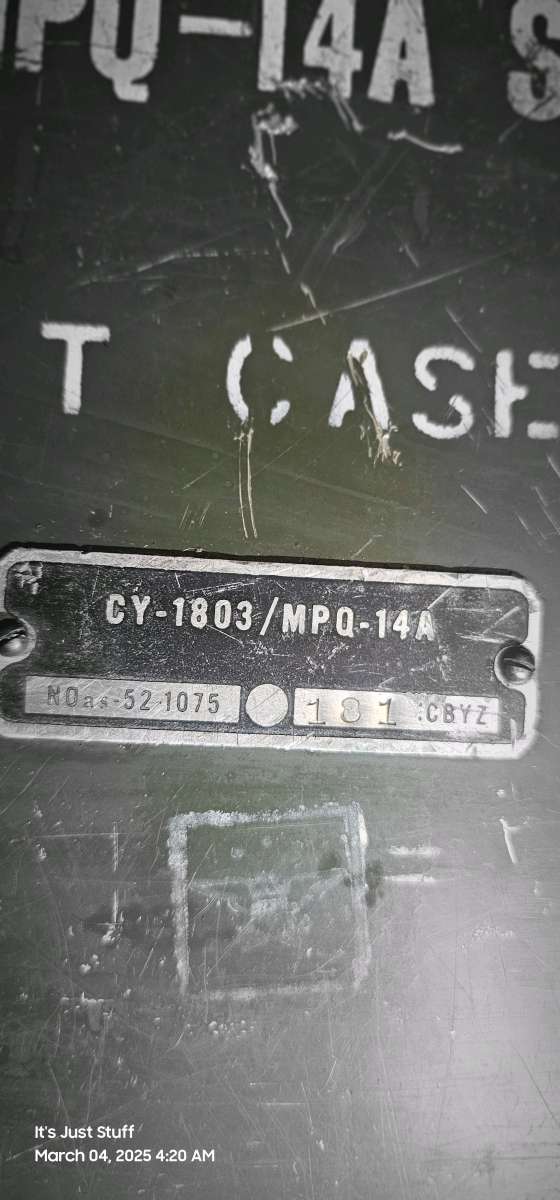 MPQ-14A S
T CASE
CY-1803/MPQ-14A
NOas-52-1075 181 :CBYZ
It's Just Stuff
March 04, 2025 4:20 AM